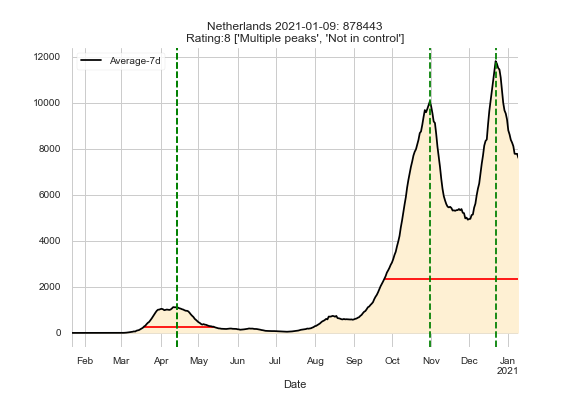 Netherlands 2021-01-09: 878443
Rating:8 ['Multiple peaks', 'Not in control']
Average-7d
12000
10000
8000
6000
4000
2000
0
Feb Mar Apr May Jun Jul Aug Sep Oct Nov Dec Jan
2021
Date